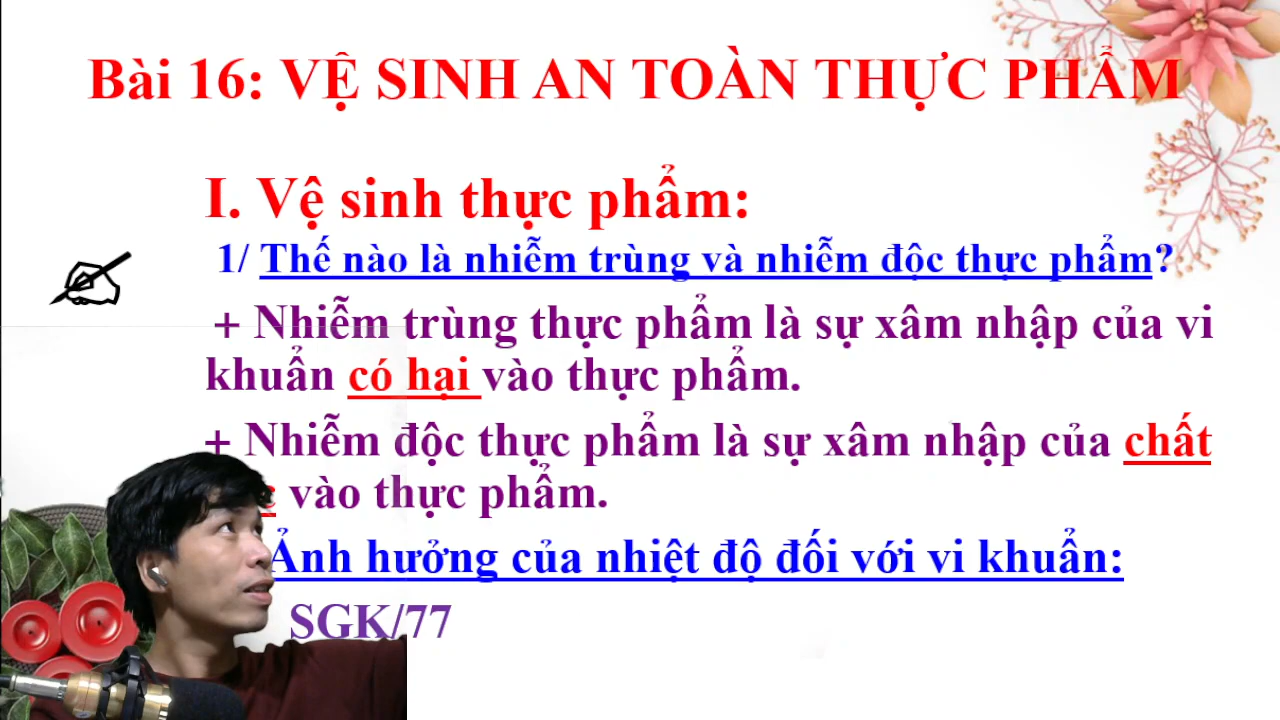 Bài 16: VỆ SINH AN TOÀN THỰC PHẨM
I. Vệ sinh thực phẩm:
1/ Thế nào là nhiễm trùng và nhiễm độc thực phẩm?
+ Nhiễm trùng thực phẩm là sự xâm nhập của vi
khuẩn có hại vào thực phẩm.
+ Nhiễm độc thực phẩm là sự xâm nhập của chất
vào thực phẩm.
Ảnh hưởng của nhiệt độ đối với vi khuẩn:
SGK/77